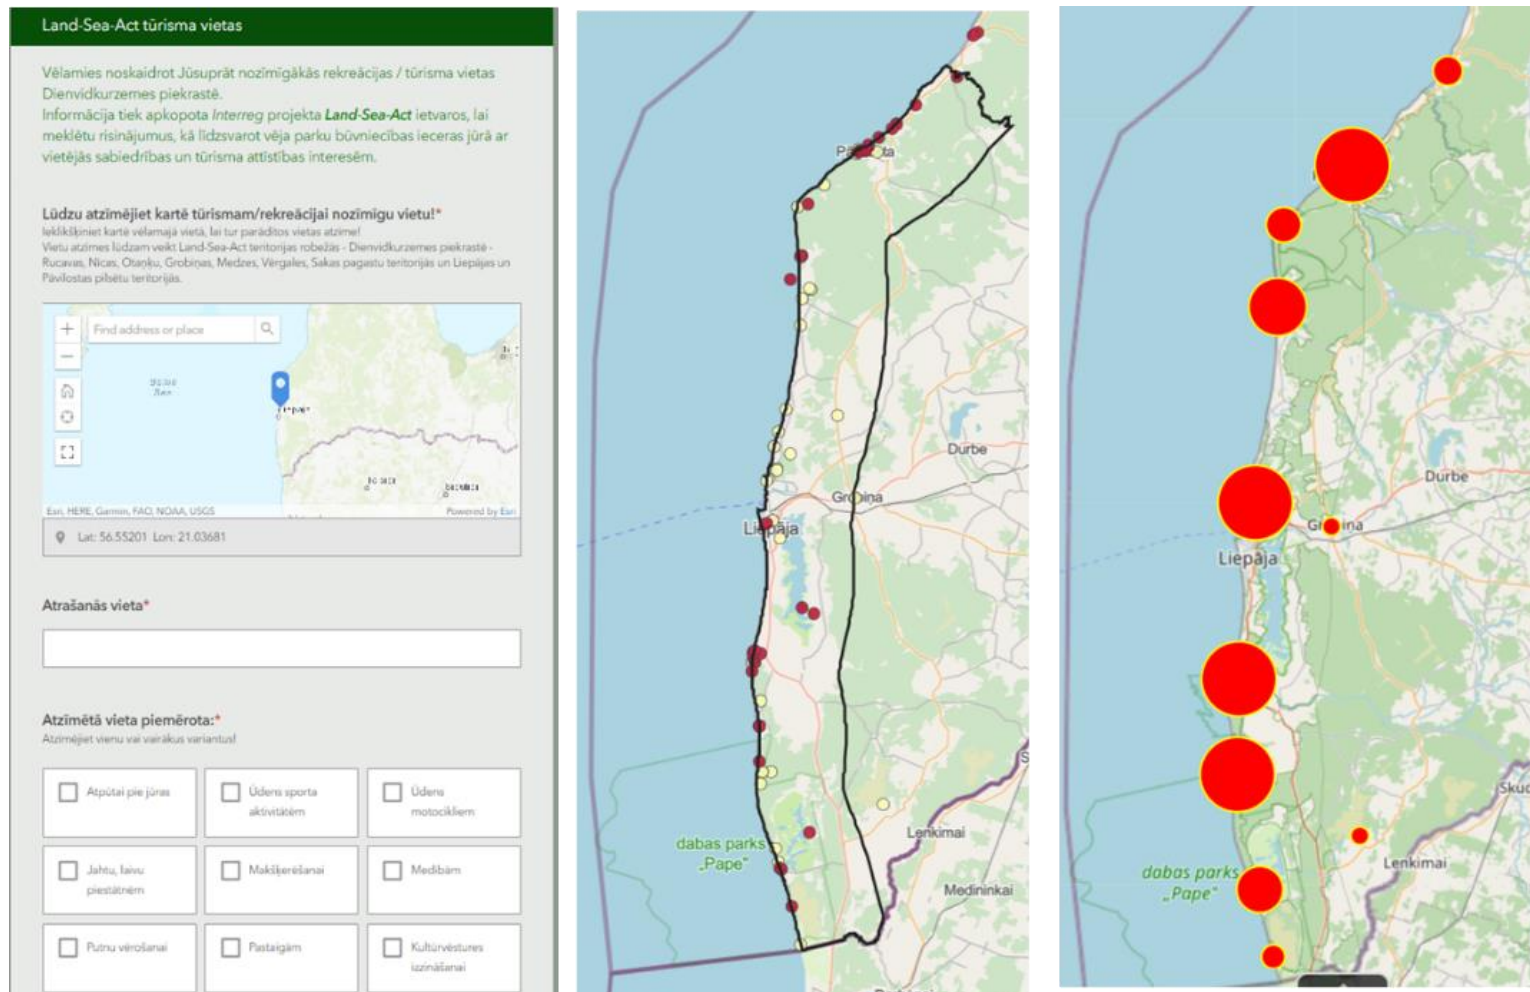 Land-Sea-Act tūrisma vietas
Vēlamies noskaidrot Jūsuprāt nozīmīgākās rekreācijas / tūrisma vietas
Dienvidkurzemes piekrastē.
Informācija tiek apkopota Interreg projekta Land-Sea-Act ietvaros, lai
meklētu risinājumus, kā līdzsvarot vēja parku būvniecības ieceras jūrā ar
vietējās sabiedrības un tūrisma attīstības interesēm.
Lūdzu atzīmējiet kartē tūrismam/rekreācijai nozīmīgu vietu!*
Ieklikšķiniet kartē vēlamajā vietā, lai tur parādītos vietas atzīme!
Vietu atzīmes lūdzam veikt Land-Sea-Act teritorijas robežās - Dienvidkurzemes piekrastē -
Rucavas, Nīcas, Otaņķu, Grobiņas, Medzes, Vērgales, Sakas pagastu teritorijās un Liepājas un
Pāvilostas pilsētu teritorijās.
+
Find address or place
−
Esri, HERE, Garmin, FAO, NOAA, USGS
Powered by Esri
Lat: 56.55201 Lon: 21.03681
Atrašanās vieta*
Atzīmētā vieta piemērota:*
Atzīmējiet vienu vai vairākus variantus!
Atpūtai pie jūras
Ūdens sporta
aktivitātēm
Ūdens
motocikliem
Jahtu, laivu
piestātnēm
Makšķerēšanai
Medībām
Putnu vērošanai
Pastaigām
Kultūrvēstures
izzināšanai
Durbe
Grobiņa
Liepāja
dabas parks
„Pape"
Lenkimai
Medininkai
Durbe
Liepāja
dabas parks
„Pape"
Lenkimai